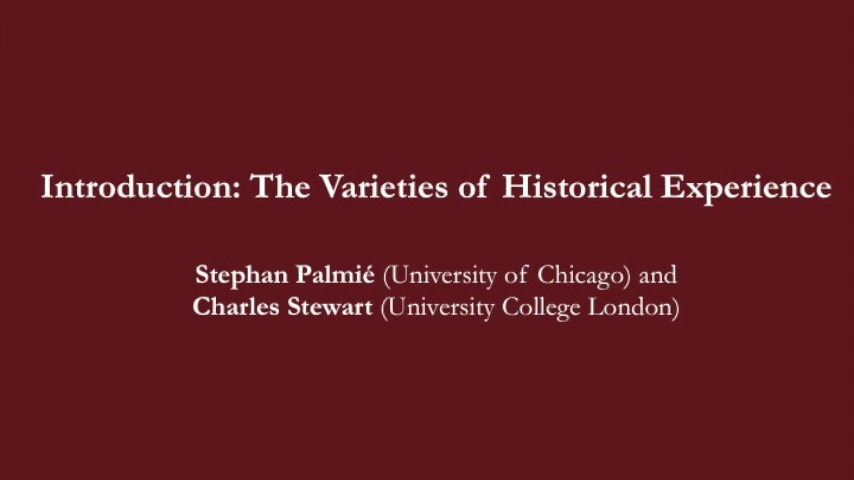 Introduction: The Varieties of Historical Experience
Stephan Palmié (University of Chicago) and
Charles Stewart (University College London)